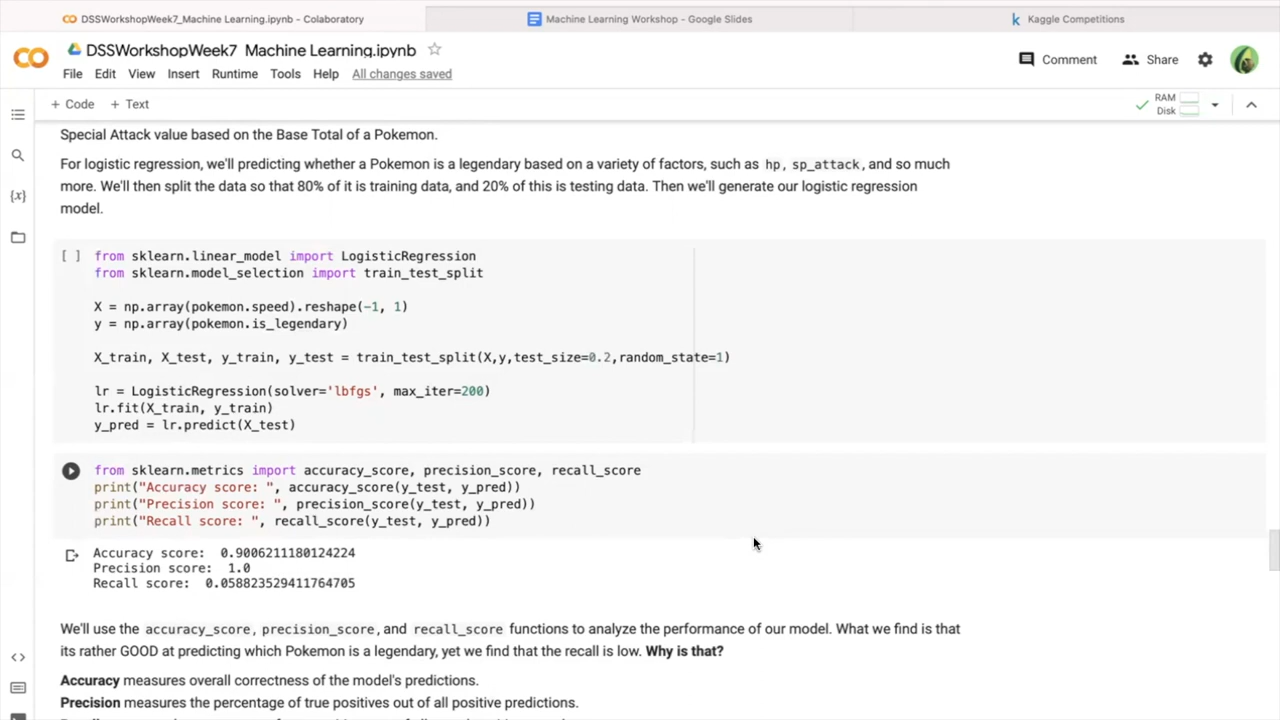 DSSWorkshopWeek7_Machine Learning.ipynb - Colaboratory
Machine Learning Workshop - Google Slides
Kaggle Competitions
DSSWorkshopWeek7 Machine Learning.ipynb
Comment
Share
File Edit View Insert Runtime Tools Help All changes saved
+ Code + Text
RAM
Disk
Special Attack value based on the Base Total of a Pokemon.
For logistic regression, we'll predicting whether a Pokemon is a legendary based on a variety of factors, such as hp, sp_attack, and so much
more. We'll then split the data so that 80% of it is training data, and 20% of this is testing data. Then we'll generate our logistic regression
model.
[ ] from sklearn.linear_model import LogisticRegression
from sklearn.model_selection import train_test_split
X = np.array(pokemon.speed).reshape(-1, 1)
y = np.array(pokemon.is_legendary)
X_train, X_test, y_train, y_test = train_test_split(X,y,test_size=0.2,random_state=1)
lr = LogisticRegression(solver='lbfgs', max_iter=200)
lr.fit(X_train, y_train)
y_pred = lr.predict(X_test)
from sklearn.metrics import accuracy_score, precision_score, recall_score
print("Accuracy score: ", accuracy_score(y_test, y_pred))
print("Precision score: ", precision_score(y_test, y_pred))
print("Recall score: ", recall_score(y_test, y_pred))
Accuracy score:  0.9006211180124224
Precision score:  1.0
Recall score:  0.058823529411764705
We'll use the accuracy_score, precision_score, and recall_score functions to analyze the performance of our model. What we find is that
its rather GOOD at predicting which Pokemon is a legendary, yet we find that the recall is low. Why is that?
Accuracy measures overall correctness of the model's predictions.
Precision measures the percentage of true positives out of all positive predictions.